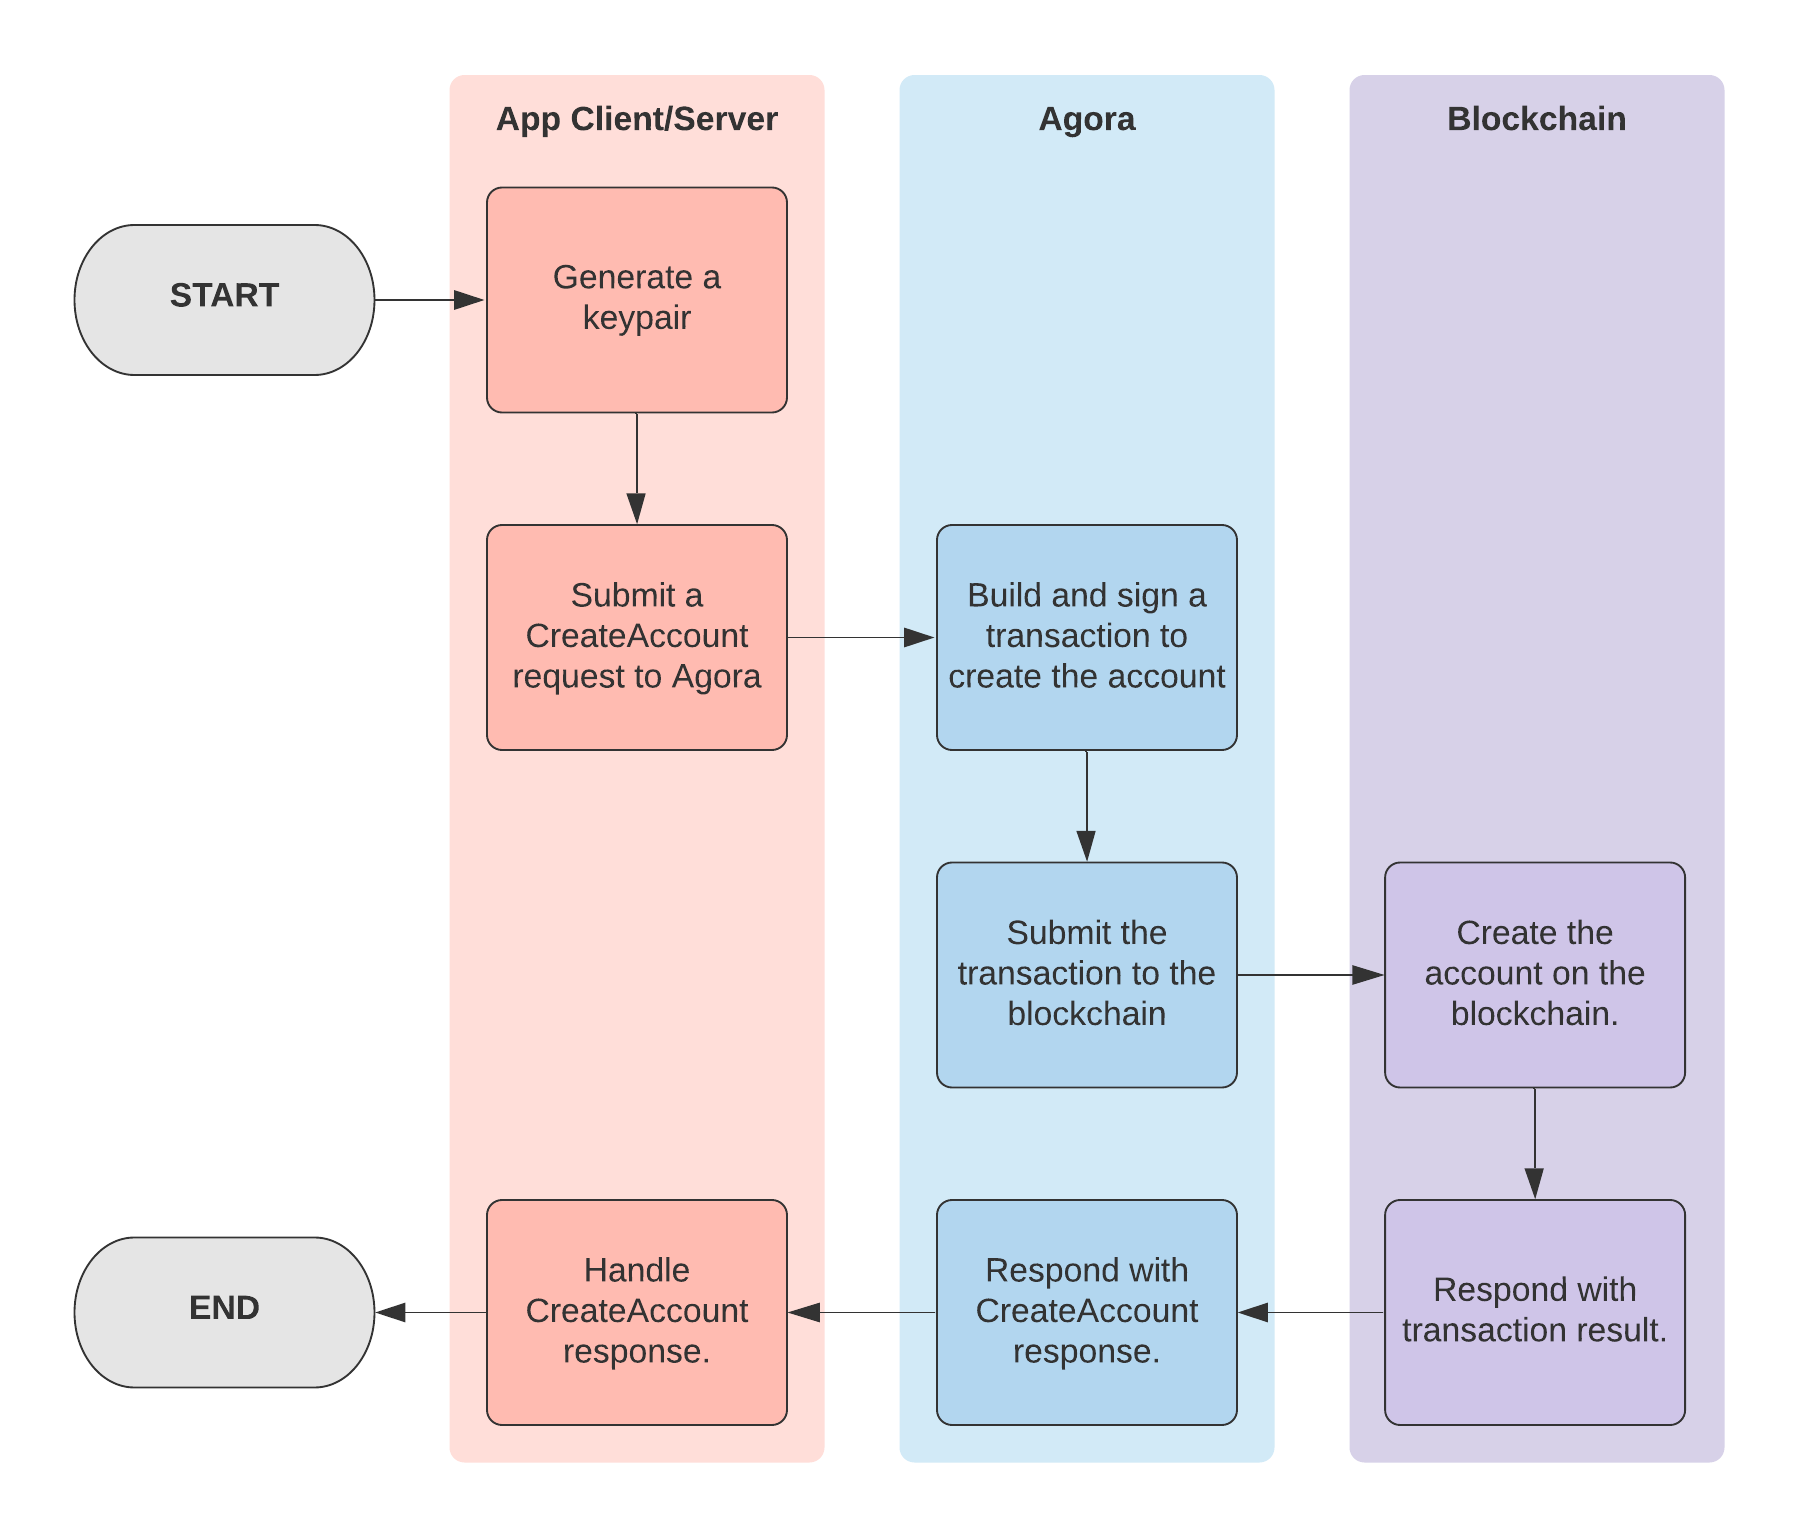 App Client/Server
Agora
Blockchain
START
Generate a
keypair
Submit a
CreateAccount
request to Agora
Build and sign a
transaction to
create the account
Submit the
transaction to the
blockchain
Create the
account on the
blockchain.
Respond with
transaction result.
Respond with
CreateAccount
response.
Handle
CreateAccount
response.
END